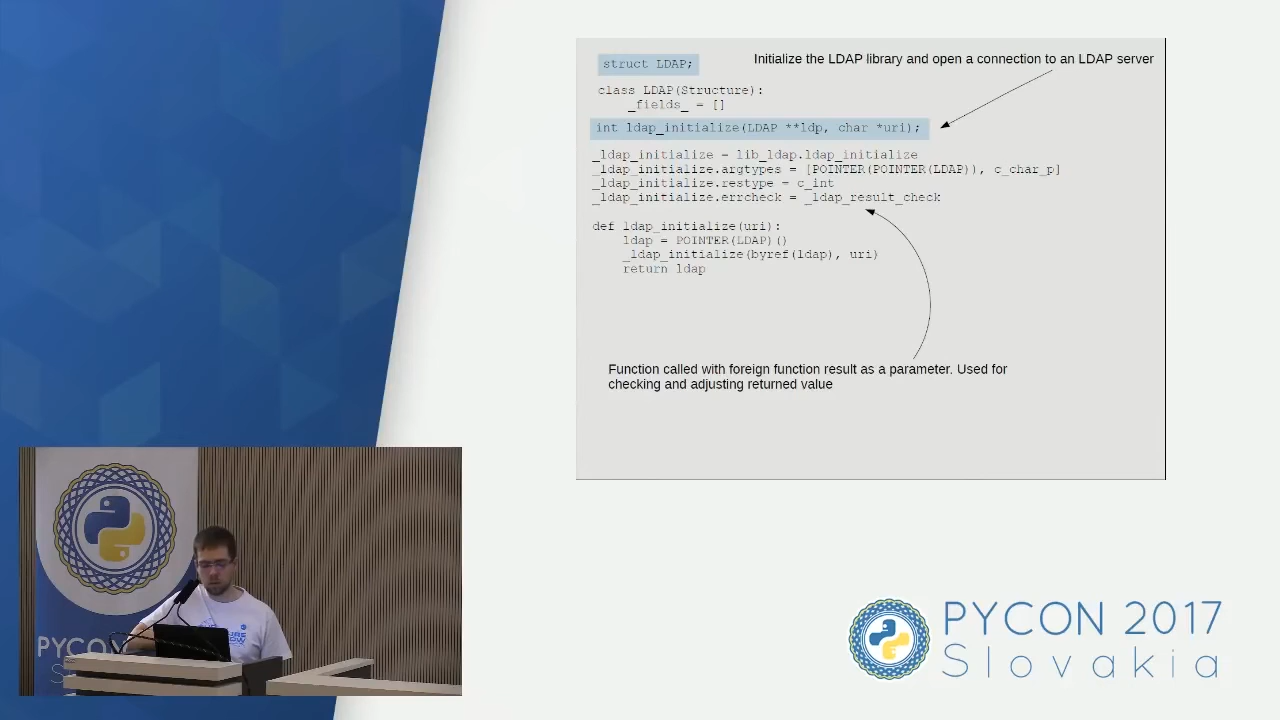 struct LDAP;
Initialize the LDAP library and open a connection to an LDAP server
class LDAP(Structure):
_fields_ = []
int ldap_initialize(LDAP **ldp, char *uri);
_ldap_initialize = lib_ldap.ldap_initialize
_ldap_initialize.argtypes = [POINTER(POINTER(LDAP)), c_char_p]
_ldap_initialize.restype = c_int
_ldap_initialize.errcheck = _ldap_result_check
def ldap_initialize(uri):
ldap = POINTER(LDAP)()
_ldap_initialize(byref(ldap), uri)
return ldap
Function called with foreign function result as a parameter. Used for
checking and adjusting returned value
PYCON
PYCON 2017
Slovakia